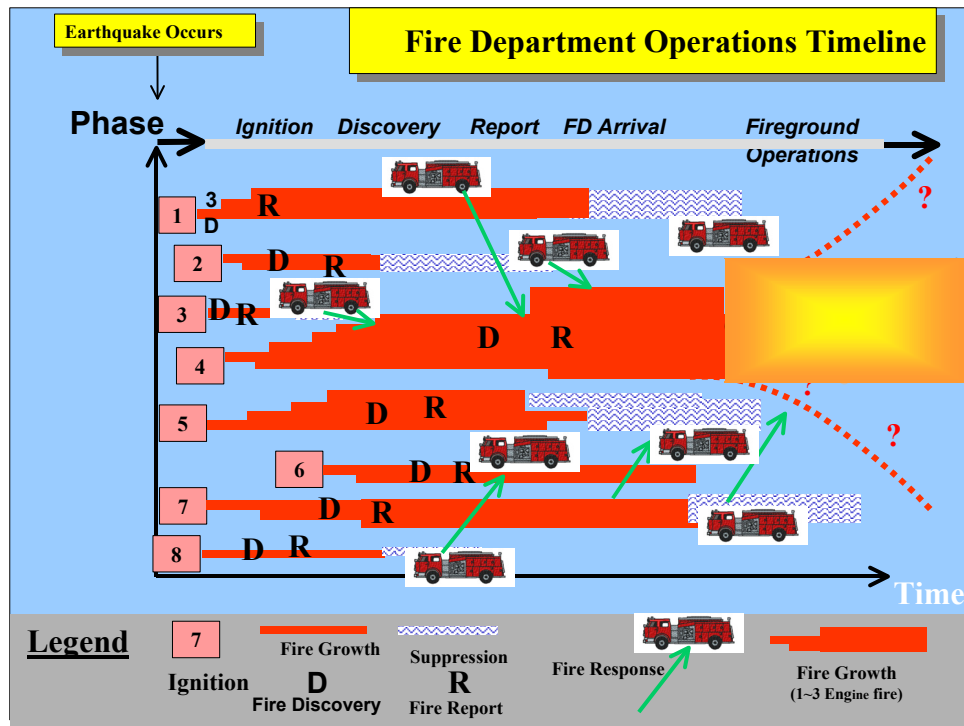 Earthquake Occurs
Fire Department Operations Timeline
Phase
Ignition
Discovery
Report
FD Arrival
Fireground
Operations
3
1
D
R
?
2
D
R
3
D
R
4
D
R
?
5
D
R
?
6
D
R
7
D
R
8
D
R
Time
Legend
7
Fire Growth
Suppression
Fire Response
Fire Growth
(1~3 Engine fire)
Ignition
D
R
Fire Discovery
Fire Report